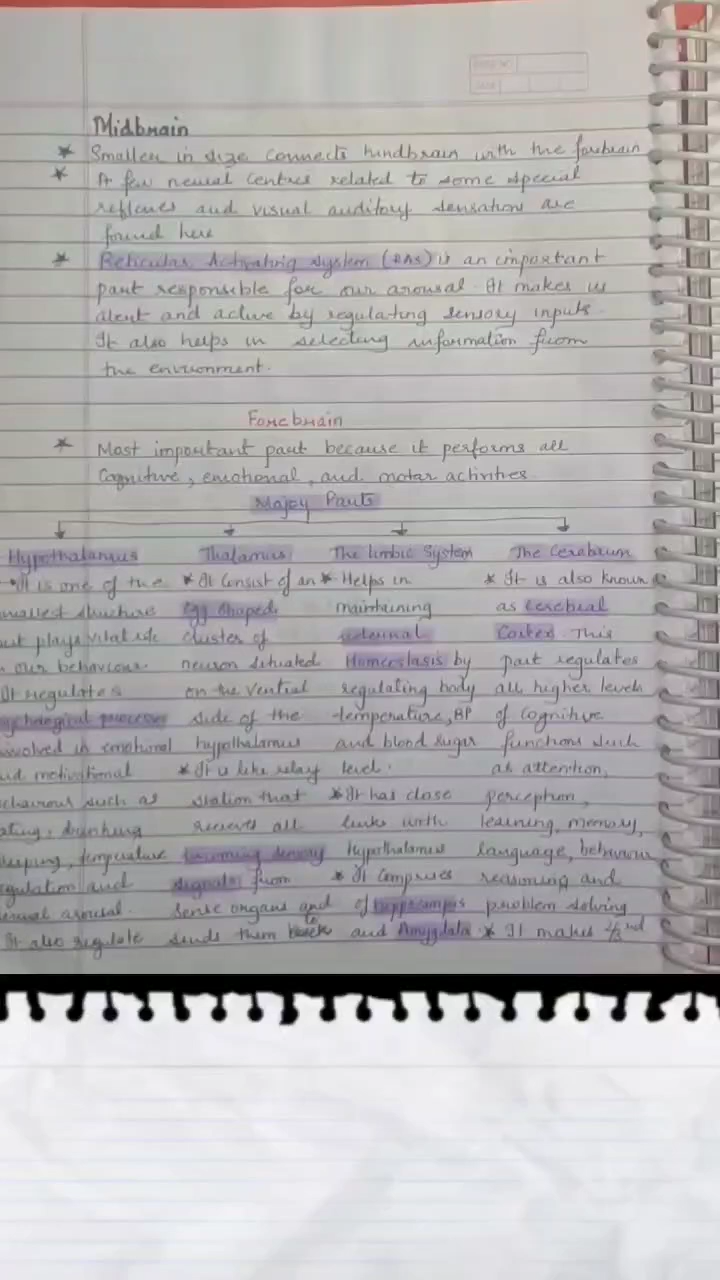 Midbrain
* Smaller in size connects hindbrain with the forebrain
* A few neural centres related to some special
reflexes and visual auditory sensation are
found here
* Reticular Activating System (RAS) is an important
part responsible for our arousal. It makes us
alert and active by regulating sensory inputs.
It also helps in selecting information from
the environment.
Forebrain
* Most important part because it performs all
Cognitive, emotional, and motar activities.
Major Parts
Hypothalamus
* It is one of the
smallest structure
but plays vital role
our behaviour.
It regulates
processes
involved in emotional
and motivational
such as
eating, drinking
sleeping, temperature
regulation and
arousal.
It also regulate
Thalamus
* It Consist of an
egg shaped
cluster of
neuron situated
on the ventral
side of the
hypothalamus
* It is like relay
station that
recieves all
incoming sensory
signals from
sense organs and
sends them to
The limbic System
* Helps in
maintaining
internal
Homeostasis by
regulating body
temperature, BP
and blood sugar
level.
* It has close
links with
hypothalamus
* It comprises
of hippocampus
and Amygdala.
The Cerebrum
* It is also known
as Cerebral
Cortex. This
part regulates
all higher levels
of Cognitive
functions such
as attention,
perception,
learning, memory,
language, behaviour
reasoning and
problem solving
* It makes 2/3rd